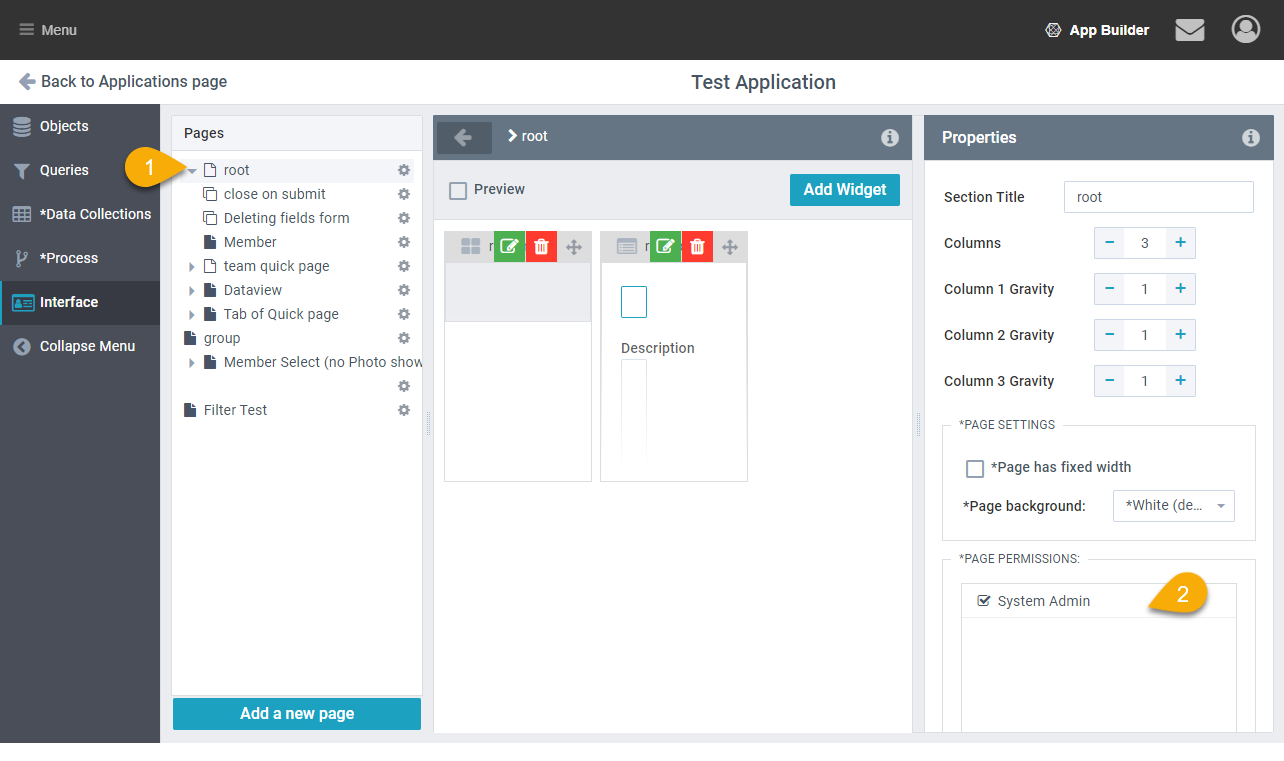 Menu
App Builder
Back to Applications page
Test Application
Objects
Queries
*Data Collections
*Process
Interface
Collapse Menu
1
Pages
root
close on submit
Deleting fields form
Member
team quick page
Dataview
Tab of Quick page
group
Member Select (no Photo show
Filter Test
Add a new page
root
Preview
Add Widget
r
r
Description
Properties
Section Title
root
Columns
- 3 +
Column 1 Gravity
- 1 +
Column 2 Gravity
- 1 +
Column 3 Gravity
- 1 +
*PAGE SETTINGS
*Page has fixed width
*Page background:
*White (de...
*PAGE PERMISSIONS:
System Admin
2